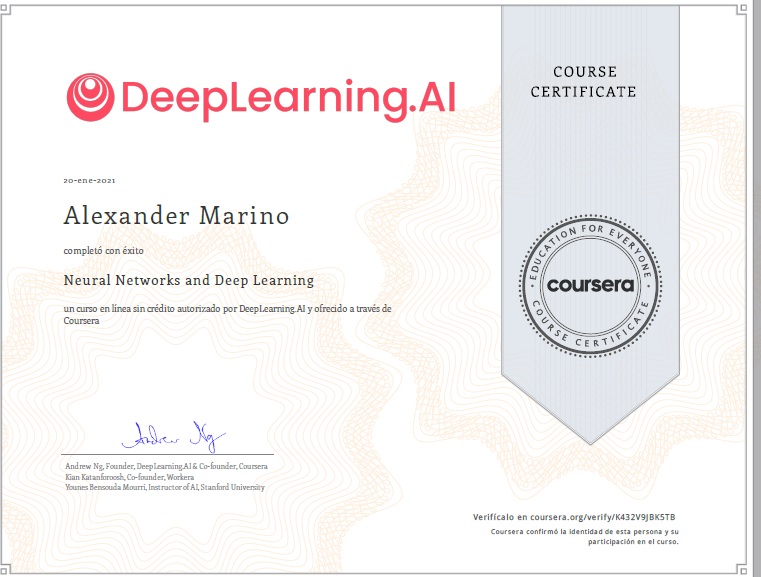 DeepLearning.AI
COURSE
CERTIFICATE
20-ene-2021
Alexander Marino
completó con éxito
Neural Networks and Deep Learning
un curso en línea sin crédito autorizado por DeepLearning.AI y ofrecido a través de
Coursera
EDUCATION FOR EVERYONE
coursera
COURSE CERTIFICATE
Andrew Ng
Andrew Ng, Founder, DeepLearning.AI & Co-founder, Coursera
Kian Katanforoosh, Co-founder, Workera
Younes Bensouda Mourri, Instructor of AI, Stanford University
Verifícalo en coursera.org/verify/K432V9JBK5TB
Coursera confirmó la identidad de esta persona y su
participación en el curso.